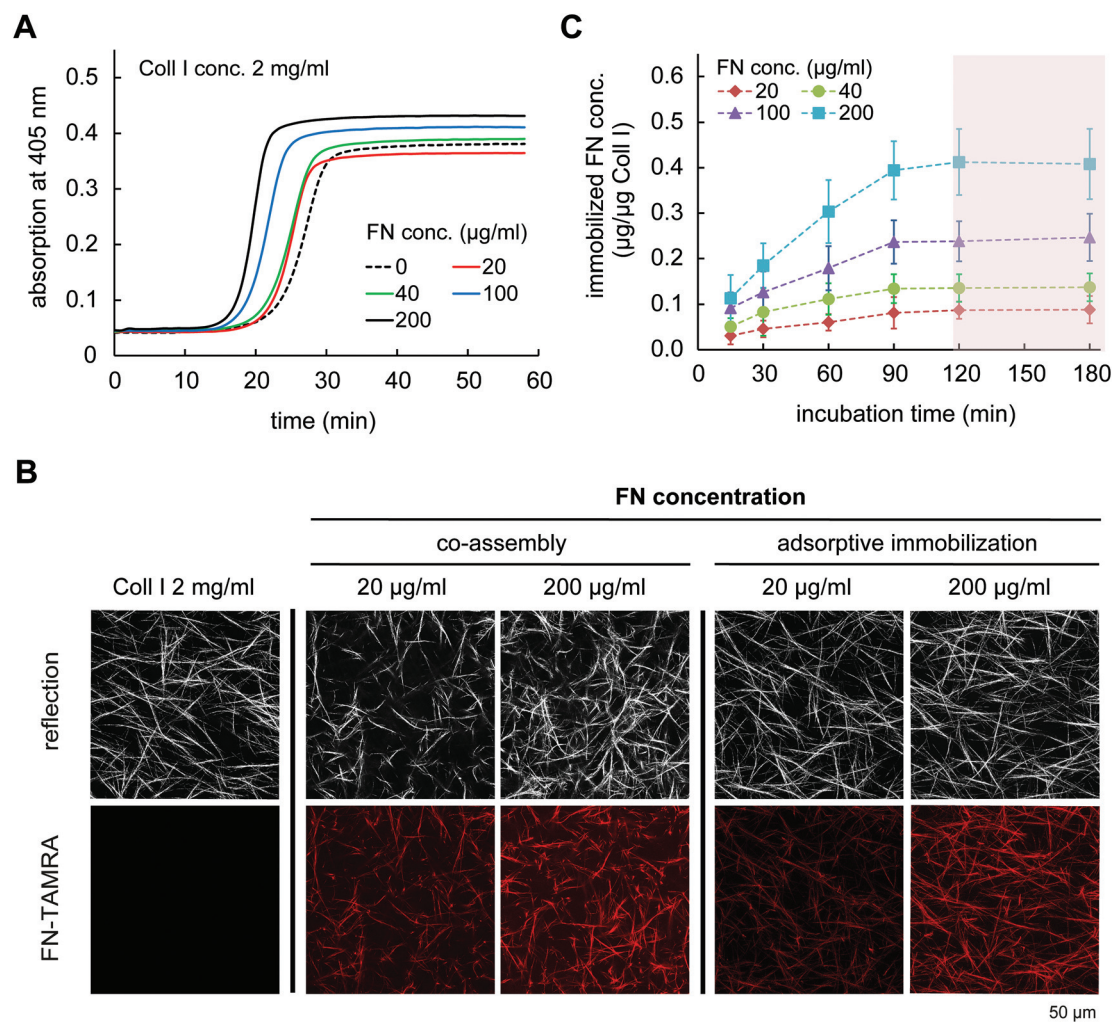 A
Coll I conc. 2 mg/ml
absorption at 405 nm
0.5
0.4
0.3
0.2
0.1
0
FN conc. (µg/ml)
0 20
40 100
200
0 10 20 30 40 50 60
time (min)
C
immobilized FN conc.
(µg/µg Coll I)
0.6
0.5
0.4
0.3
0.2
0.1
0.0
FN conc. (µg/ml)
20 40
100 200
0 30 60 90 120 150 180
incubation time (min)
B
FN concentration
co-assembly adsorptive immobilization
Coll I 2 mg/ml 20 µg/ml 200 µg/ml 20 µg/ml 200 µg/ml
reflection
FN-TAMRA
50 µm